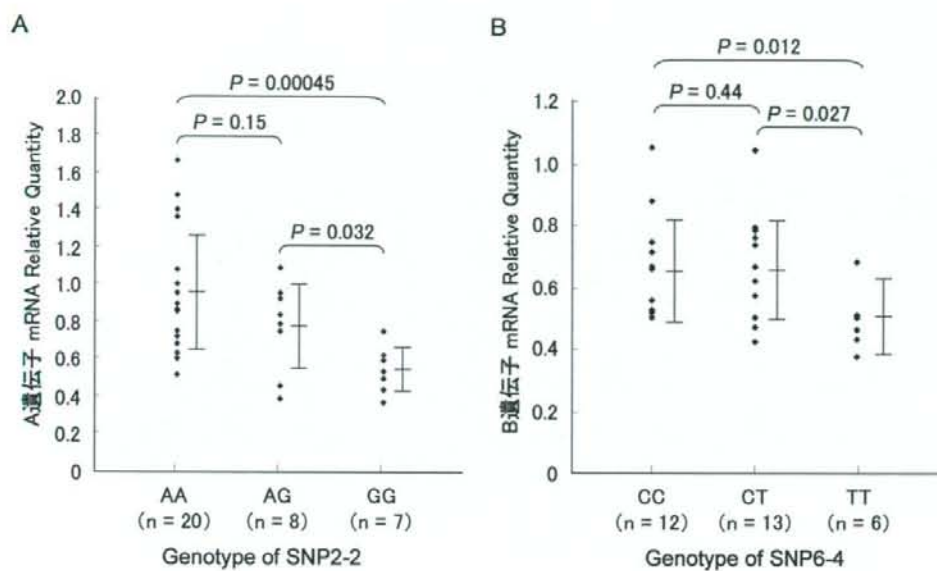 A
P = 0.00045
P = 0.15
P = 0.032
2.0
1.8
1.6
1.4
1.2
1.0
0.8
0.6
0.4
0.2
0
A遺伝子 mRNA Relative Quantity
AA
AG
GG
(n = 20)
(n = 8)
(n = 7)
Genotype of SNP2-2
B
P = 0.012
P = 0.44
P = 0.027
1.2
1.0
0.8
0.6
0.4
0.2
0
B遺伝子 mRNA Relative Quantity
CC
CT
TT
(n = 12)
(n = 13)
(n = 6)
Genotype of SNP6-4